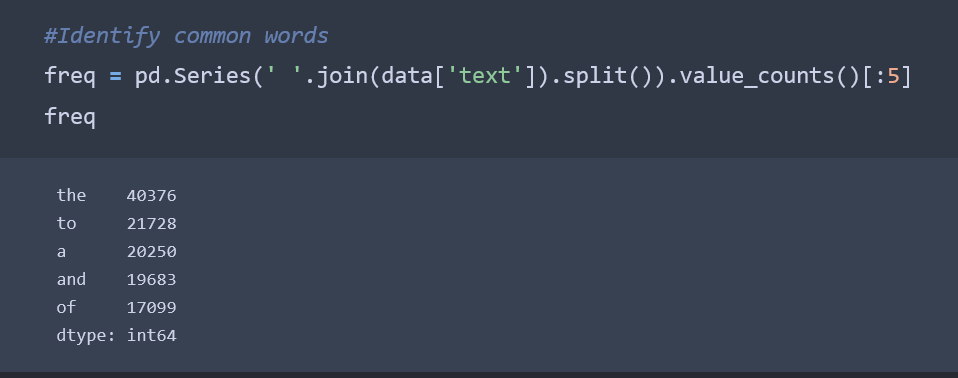 #Identify common words
freq = pd.Series(' '.join(data['text']).split()).value_counts()[:5]
freq
the    40376
to     21728
a      20250
and    19683
of     17099
dtype: int64